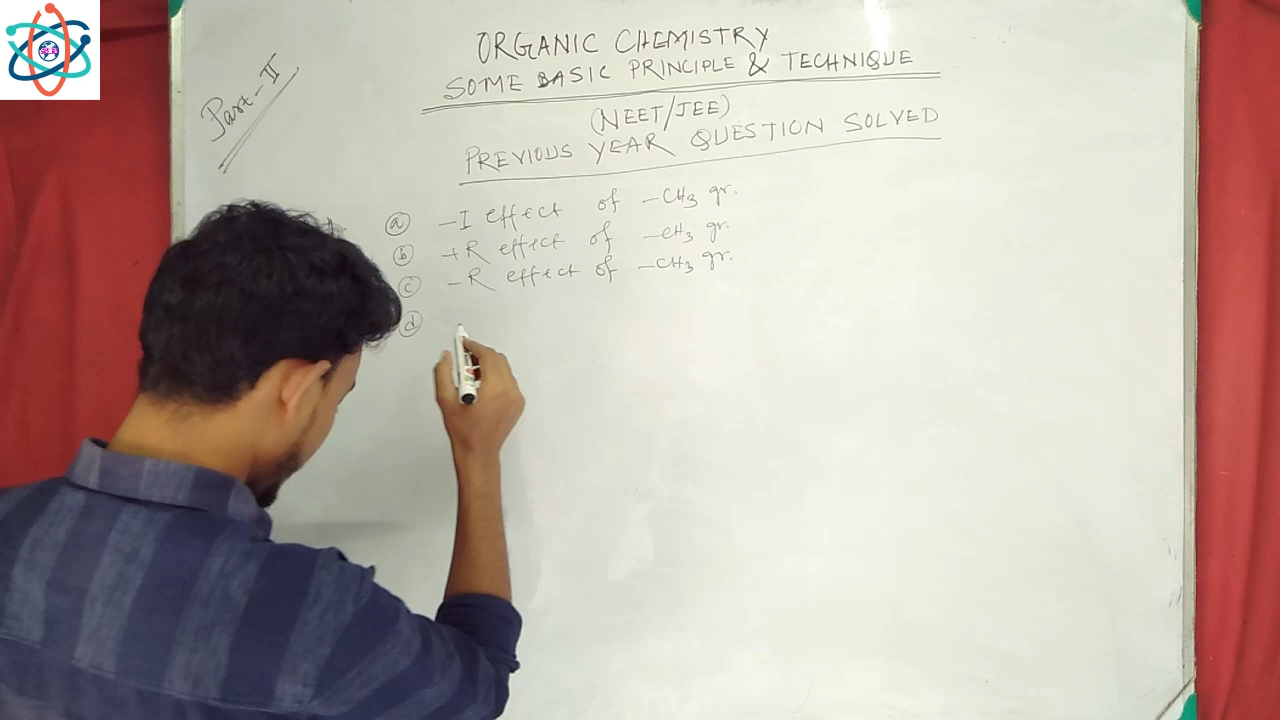 Part-II
ORGANIC CHEMISTRY
SOME BASIC PRINCIPLE & TECHNIQUE
(NEET/JEE)
PREVIOUS YEAR QUESTION SOLVED
a -I effect of -CH3 gr.
b +R effect of -CH3 gr.
c -R effect of -CH3 gr.
d